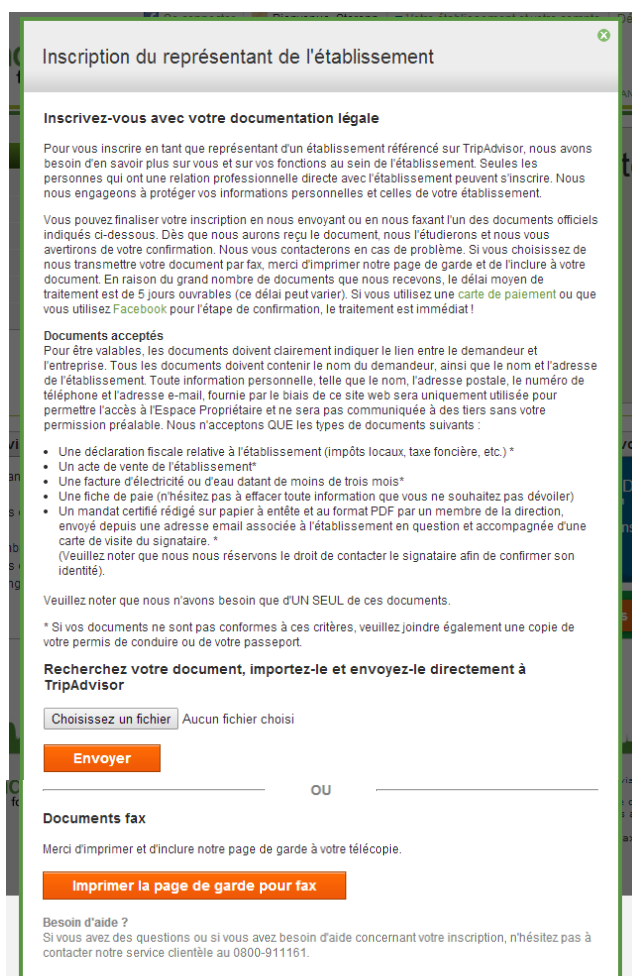 Inscription du représentant de l'établissement
Inscrivez-vous avec votre documentation légale
Pour vous inscrire en tant que représentant d'un établissement référencé sur TripAdvisor, nous avons
besoin d'en savoir plus sur vous et sur vos fonctions au sein de l'établissement. Seules les
personnes qui ont une relation professionnelle directe avec l'établissement peuvent s'inscrire. Nous
nous engageons à protéger vos informations personnelles et celles de votre établissement.
Vous pouvez finaliser votre inscription en nous envoyant ou en nous faxant l'un des documents officiels
indiqués ci-dessous. Dès que nous aurons reçu le document, nous l'étudierons et nous vous
avertirons de votre confirmation. Nous vous contacterons en cas de problème. Si vous choisissez de
nous transmettre votre document par fax, merci d'imprimer notre page de garde et de l'inclure à votre
document. En raison du grand nombre de documents que nous recevons, le délai moyen de
traitement est de 5 jours ouvrables (ce délai peut varier). Si vous utilisez une carte de paiement ou que
vous utilisez Facebook pour l'étape de confirmation, le traitement est immédiat !
Documents acceptés
Pour être valables, les documents doivent clairement indiquer le lien entre le demandeur et
l'entreprise. Tous les documents doivent contenir le nom du demandeur, ainsi que le nom et l'adresse
de l'établissement. Toute information personnelle, telle que le nom, l'adresse postale, le numéro de
téléphone et l'adresse e-mail, fournie par le biais de ce site web sera uniquement utilisée pour
permettre l'accès à l'Espace Propriétaire et ne sera pas communiquée à des tiers sans votre
permission préalable. Nous n'acceptons QUE les types de documents suivants :
• Une déclaration fiscale relative à l'établissement (impôts locaux, taxe foncière, etc.) *
• Un acte de vente de l'établissement*
• Une facture d'électricité ou d'eau datant de moins de trois mois*
• Une fiche de paie (n'hésitez pas à effacer toute information que vous ne souhaitez pas dévoiler)
• Un mandat certifié rédigé sur papier à entête et au format PDF par un membre de la direction,
envoyé depuis une adresse email associée à l'établissement en question et accompagnée d'une
carte de visite du signataire. *
(Veuillez noter que nous nous réservons le droit de contacter le signataire afin de confirmer son
identité).
Veuillez noter que nous n'avons besoin que d'UN SEUL de ces documents.
* Si vos documents ne sont pas conformes à ces critères, veuillez joindre également une copie de
votre permis de conduire ou de votre passeport.
Recherchez votre document, importez-le et envoyez-le directement à
TripAdvisor
Choisissez un fichier Aucun fichier choisi
Envoyer
OU
Documents fax
Merci d'imprimer et d'inclure notre page de garde à votre télécopie.
Imprimer la page de garde pour fax
Besoin d'aide ?
Si vous avez des questions ou si vous avez besoin d'aide concernant votre inscription, n'hésitez pas à
contacter notre service clientèle au 0800-911161.